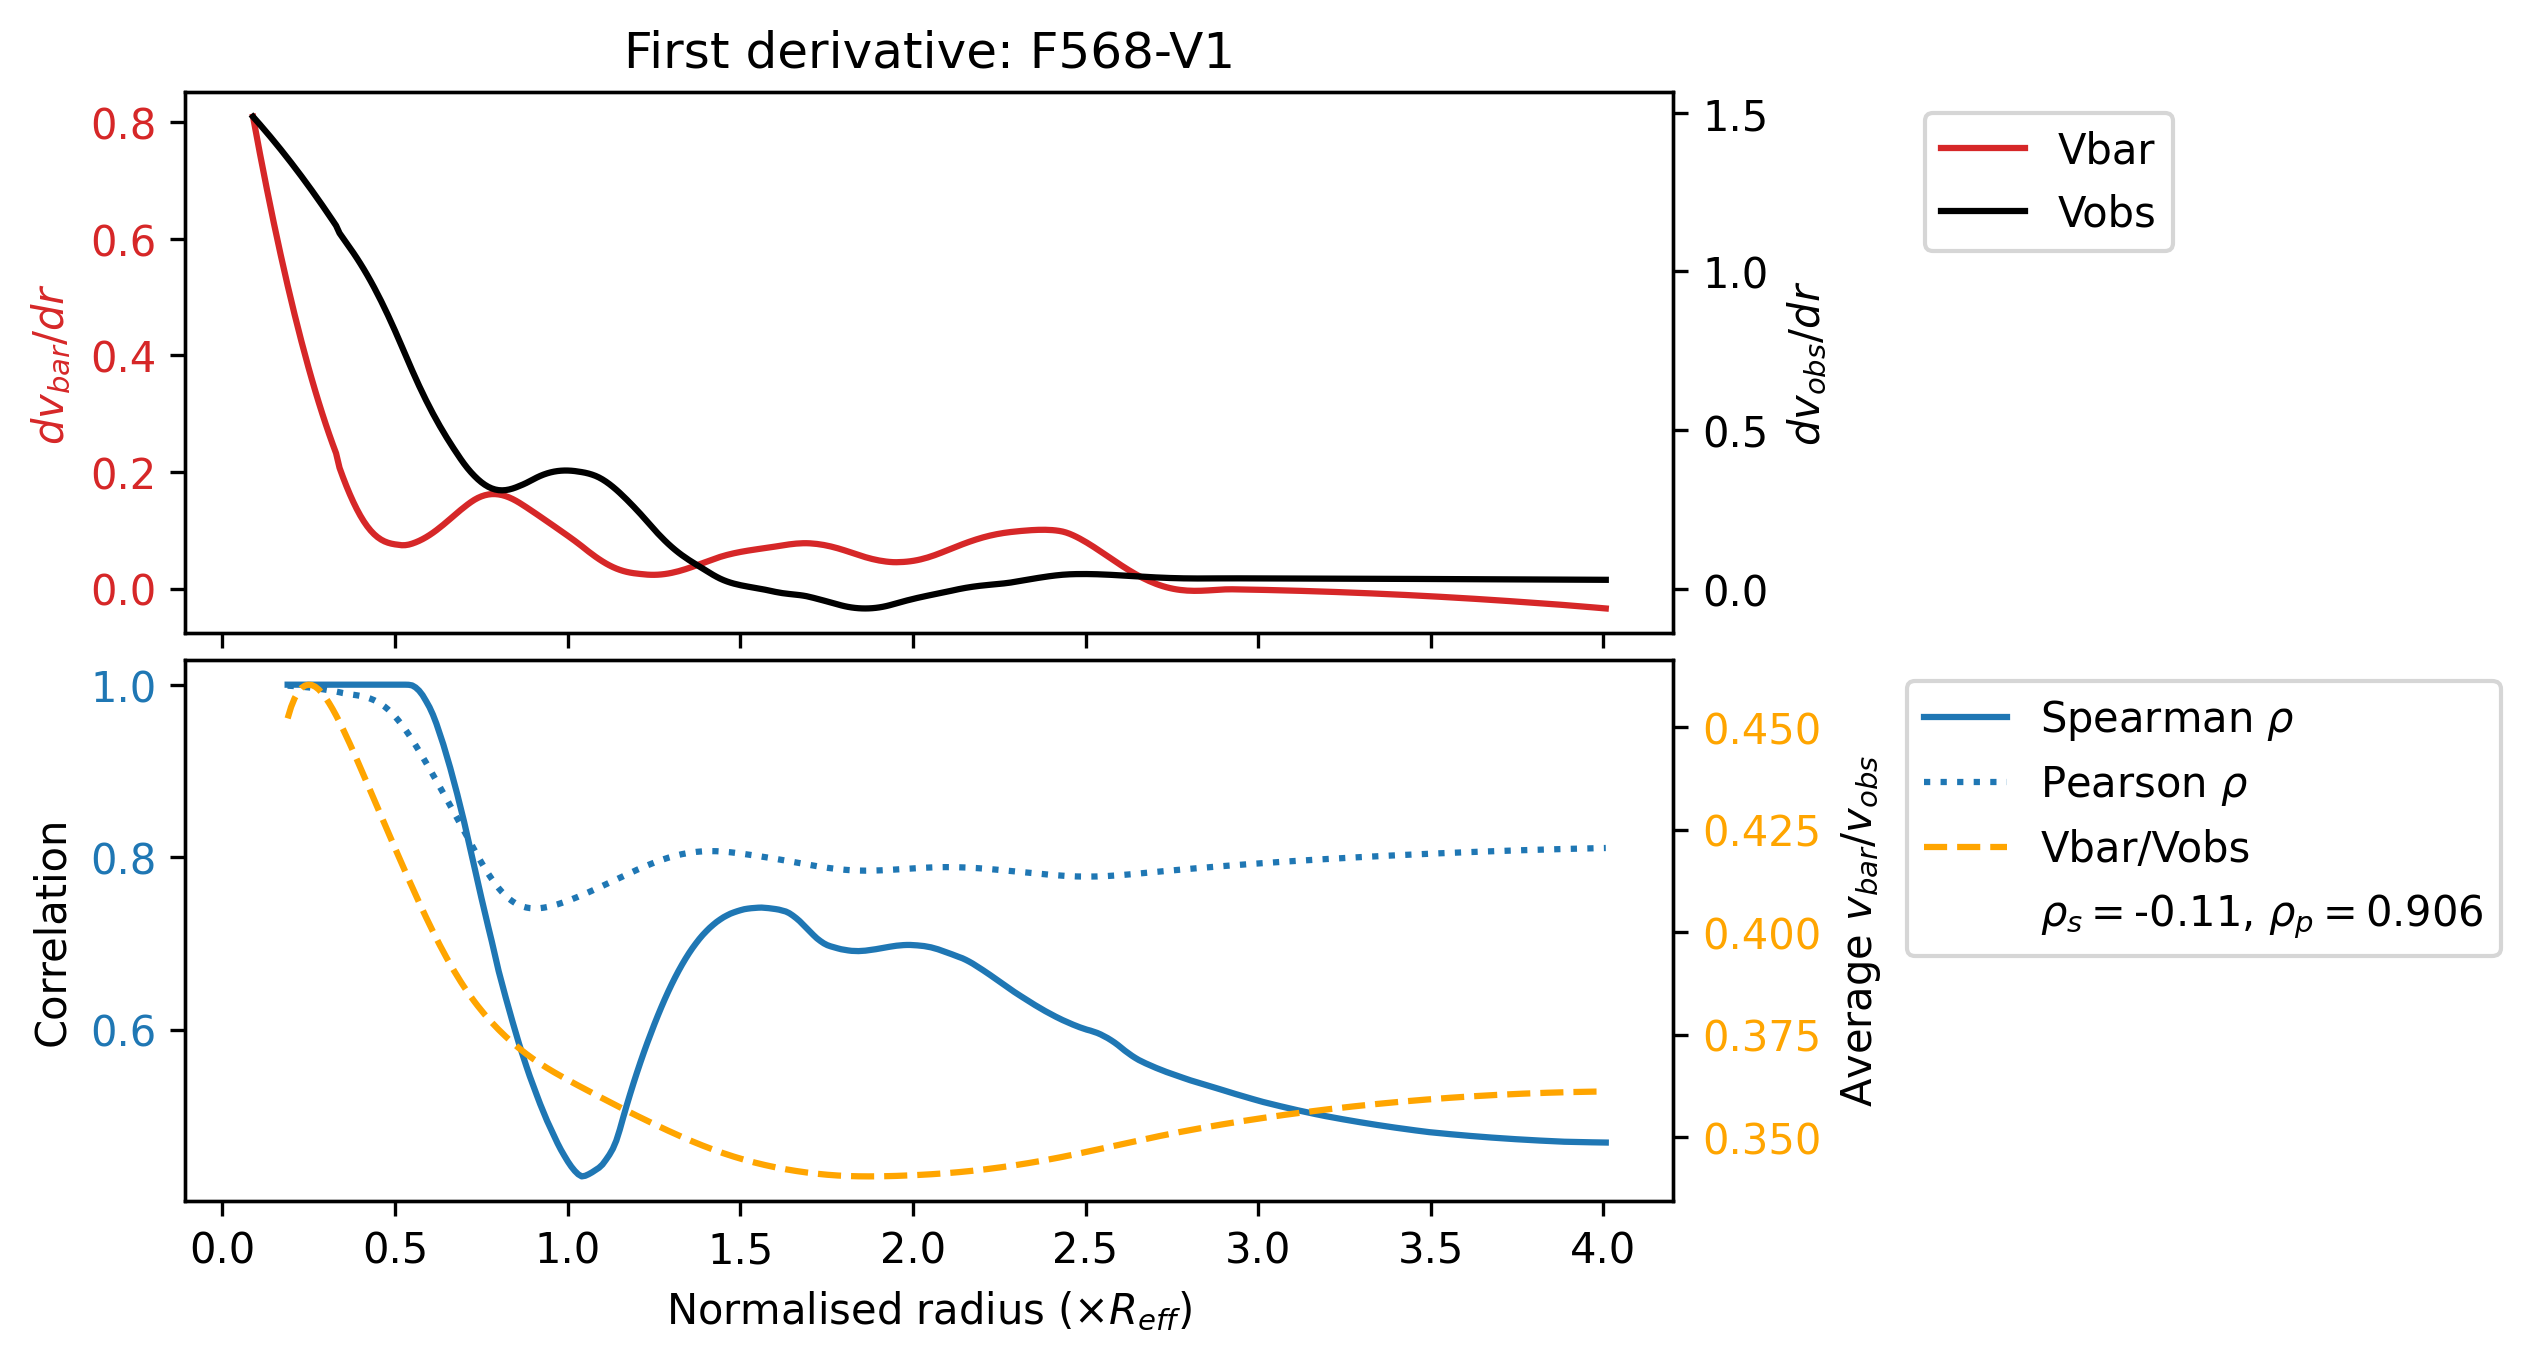 First derivative: F568-V1
0.8
0.6
0.4
0.2
0.0
dv_bar/dr
1.5
1.0
0.5
0.0
dv_obs/dr
Vbar
Vobs
1.0
0.8
0.6
Correlation
0.450
0.425
0.400
0.375
0.350
Average v_bar/v_obs
Spearman ρ
Pearson ρ
Vbar/Vobs
ρ_s = -0.11, ρ_p = 0.906
0.0 0.5 1.0 1.5 2.0 2.5 3.0 3.5 4.0
Normalised radius (×R_eff)